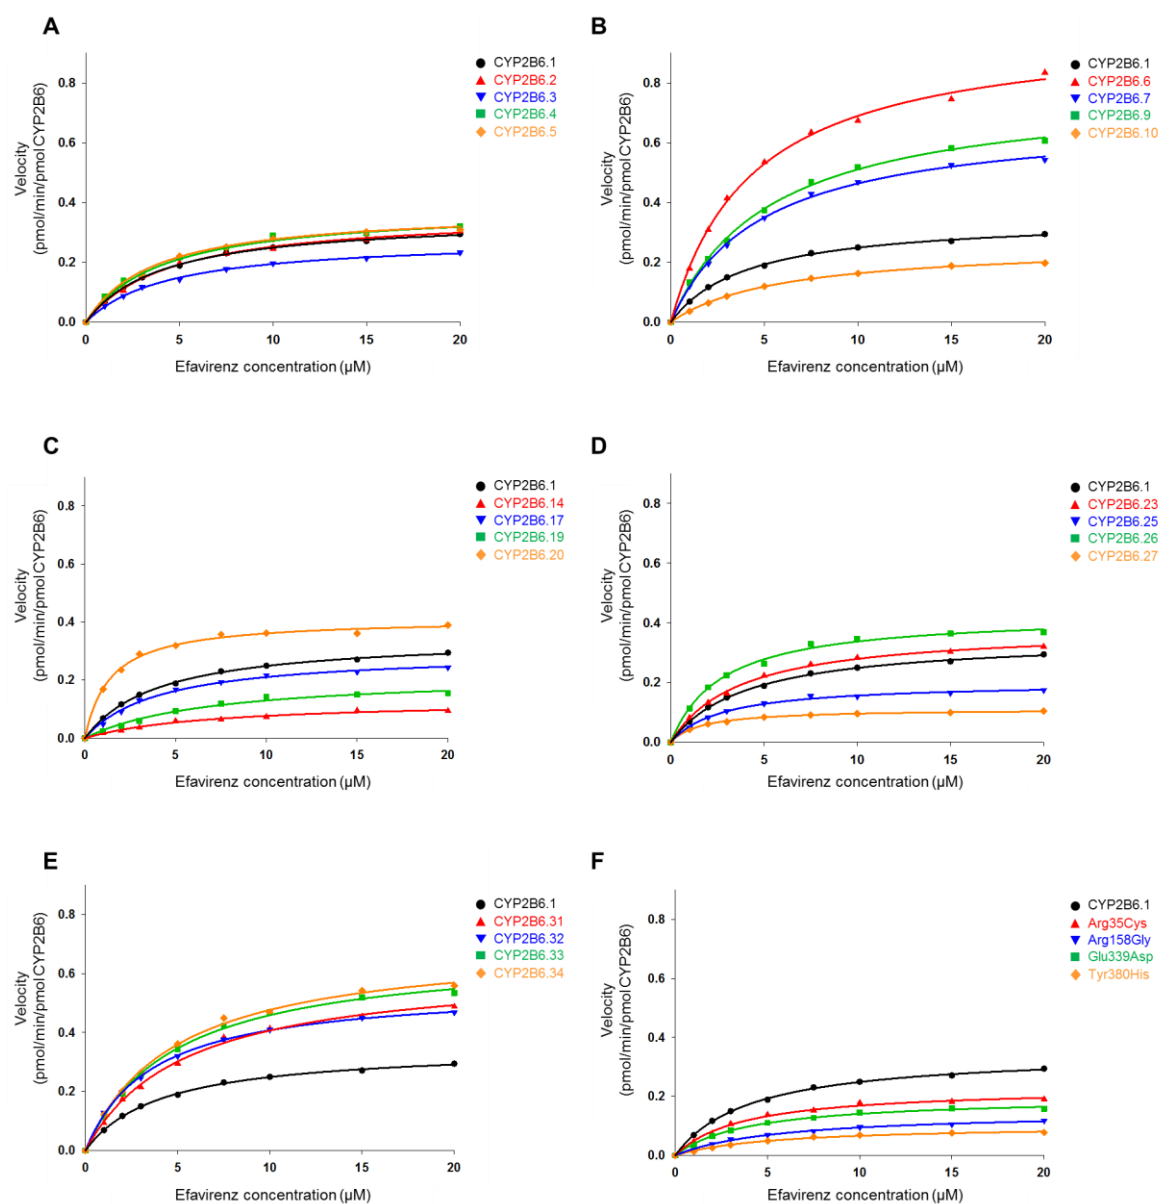 A
CYP2B6.1
CYP2B6.2
CYP2B6.3
CYP2B6.4
CYP2B6.5
Velocity
(pmol/min/pmol CYP2B6)
0.8
0.6
0.4
0.2
0.0
0 5 10 15 20
Efavirenz concentration (µM)
B
CYP2B6.1
CYP2B6.6
CYP2B6.7
CYP2B6.9
CYP2B6.10
Velocity
(pmol/min/pmol CYP2B6)
0.8
0.6
0.4
0.2
0.0
0 5 10 15 20
Efavirenz concentration (µM)
C
CYP2B6.1
CYP2B6.14
CYP2B6.17
CYP2B6.19
CYP2B6.20
Velocity
(pmol/min/pmol CYP2B6)
0.8
0.6
0.4
0.2
0.0
0 5 10 15 20
Efavirenz concentration (µM)
D
CYP2B6.1
CYP2B6.23
CYP2B6.25
CYP2B6.26
CYP2B6.27
Velocity
(pmol/min/pmol CYP2B6)
0.8
0.6
0.4
0.2
0.0
0 5 10 15 20
Efavirenz concentration (µM)
E
CYP2B6.1
CYP2B6.31
CYP2B6.32
CYP2B6.33
CYP2B6.34
Velocity
(pmol/min/pmol CYP2B6)
0.8
0.6
0.4
0.2
0.0
0 5 10 15 20
Efavirenz concentration (µM)
F
CYP2B6.1
Arg35Cys
Arg158Gly
Glu339Asp
Tyr380His
Velocity
(pmol/min/pmol CYP2B6)
0.8
0.6
0.4
0.2
0.0
0 5 10 15 20
Efavirenz concentration (µM)